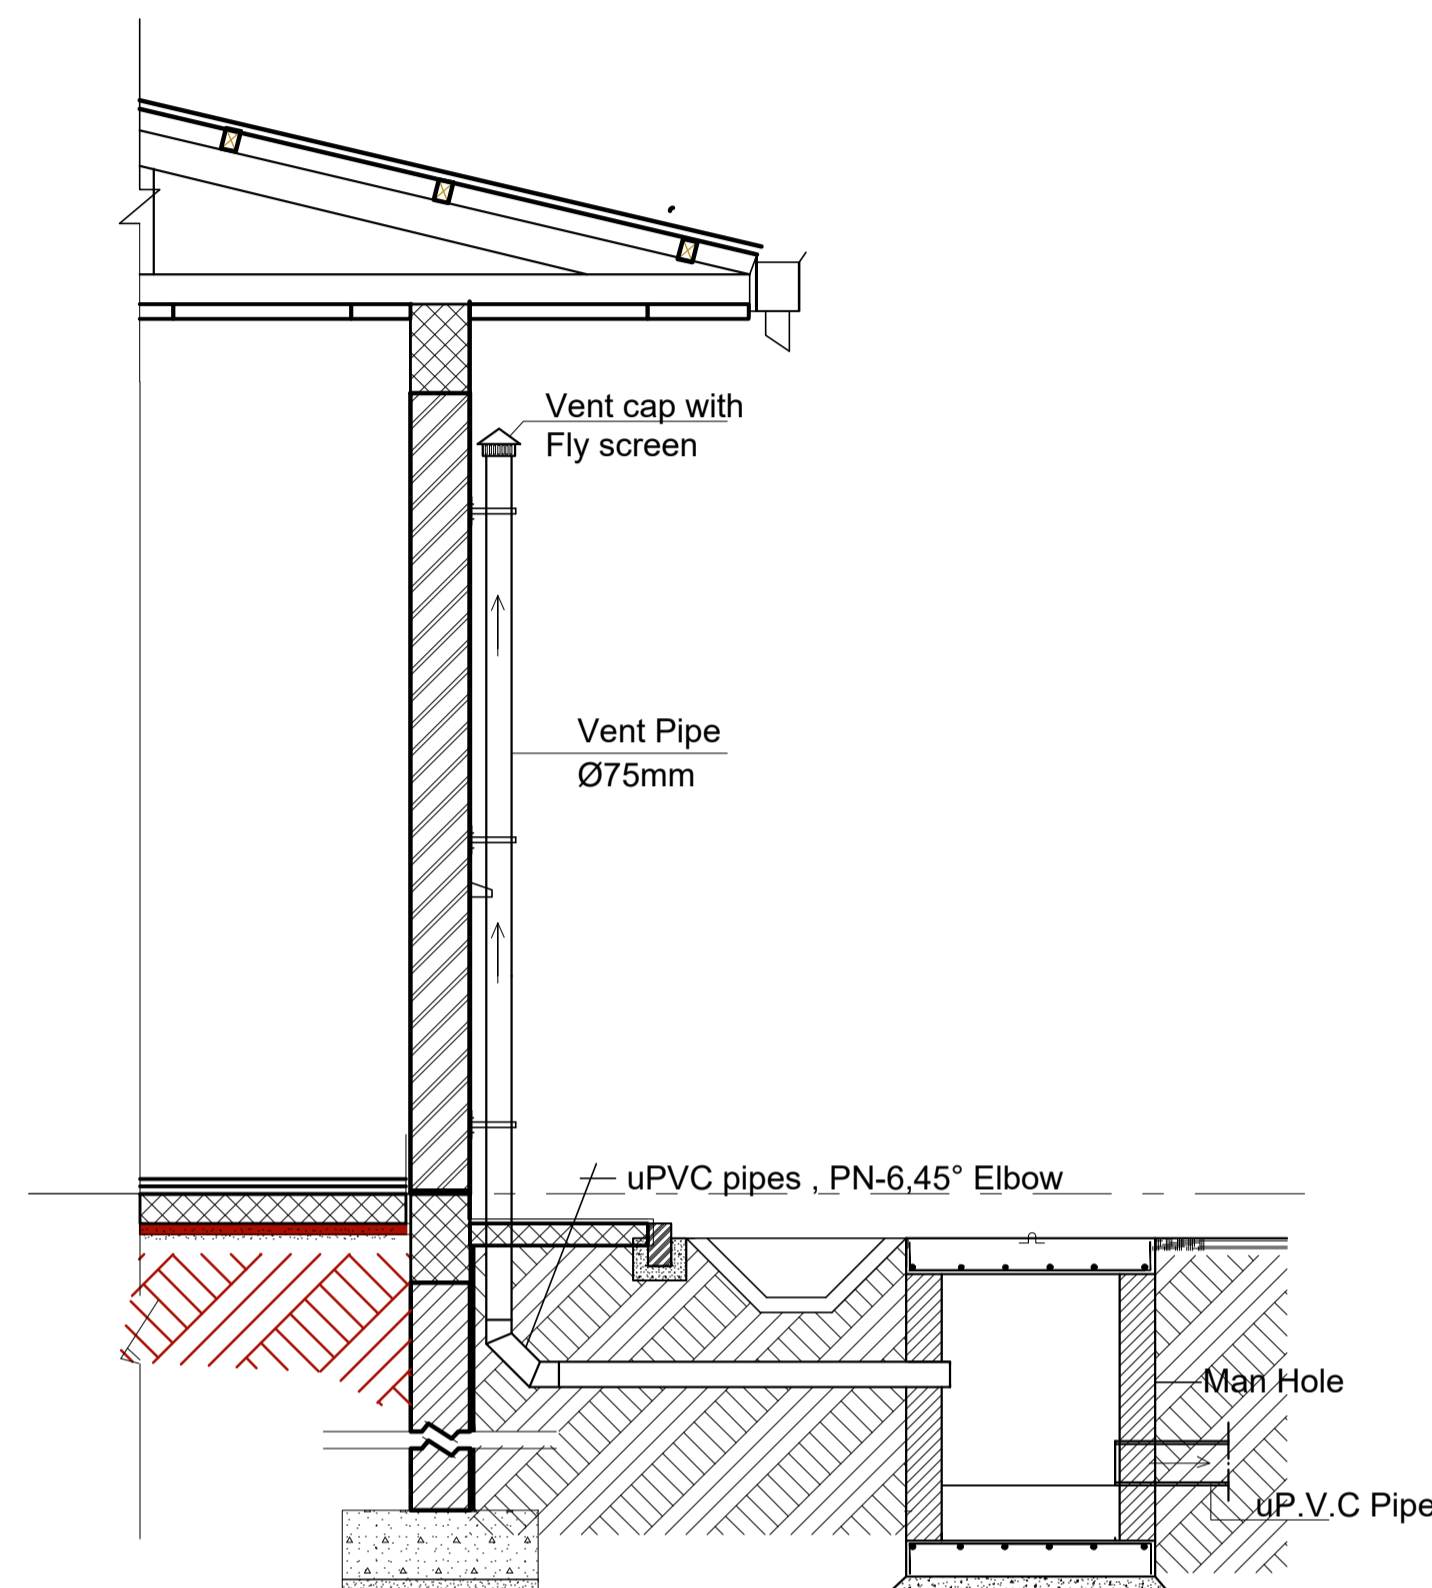 Vent cap with
Fly screen
Vent Pipe
Ø75mm
uPVC pipes , PN-6,45° Elbow
Man Hole
uP.V.C Pipe